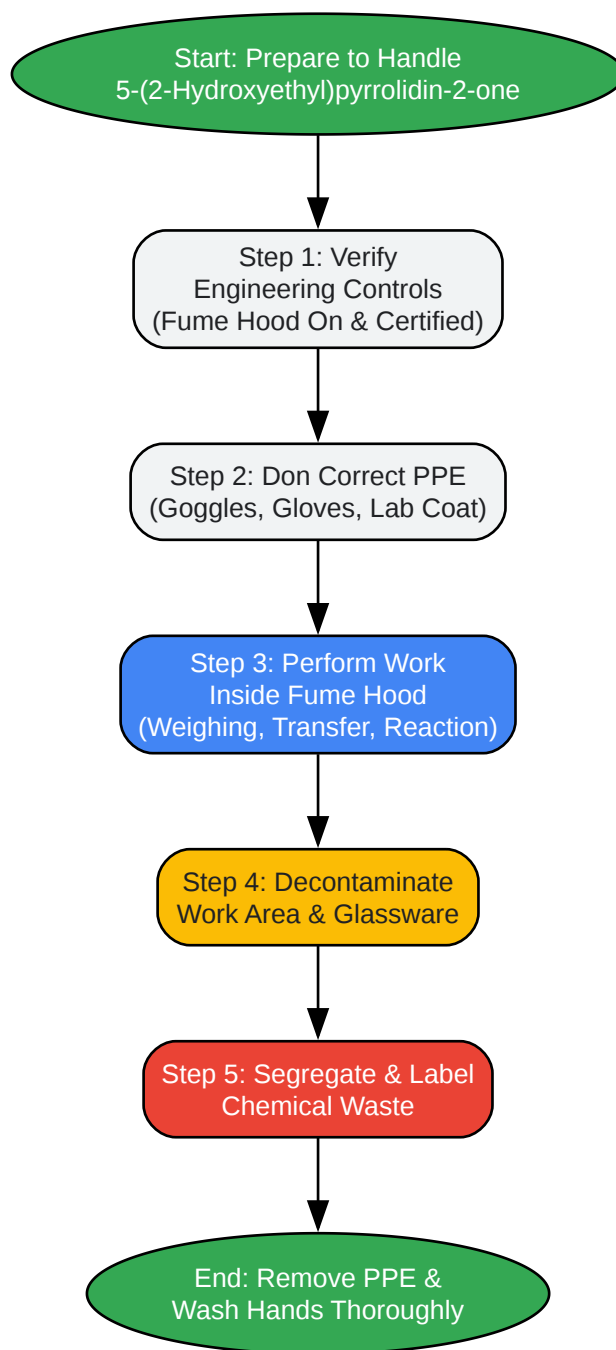 Start: Prepare to Handle
5-(2-Hydroxyethyl)pyrrolidin-2-one
Step 1: Verify
Engineering Controls
(Fume Hood On & Certified)
Step 2: Don Correct PPE
(Goggles, Gloves, Lab Coat)
Step 3: Perform Work
Inside Fume Hood
(Weighing, Transfer, Reaction)
Step 4: Decontaminate
Work Area & Glassware
Step 5: Segregate & Label
Chemical Waste
End: Remove PPE &
Wash Hands Thoroughly